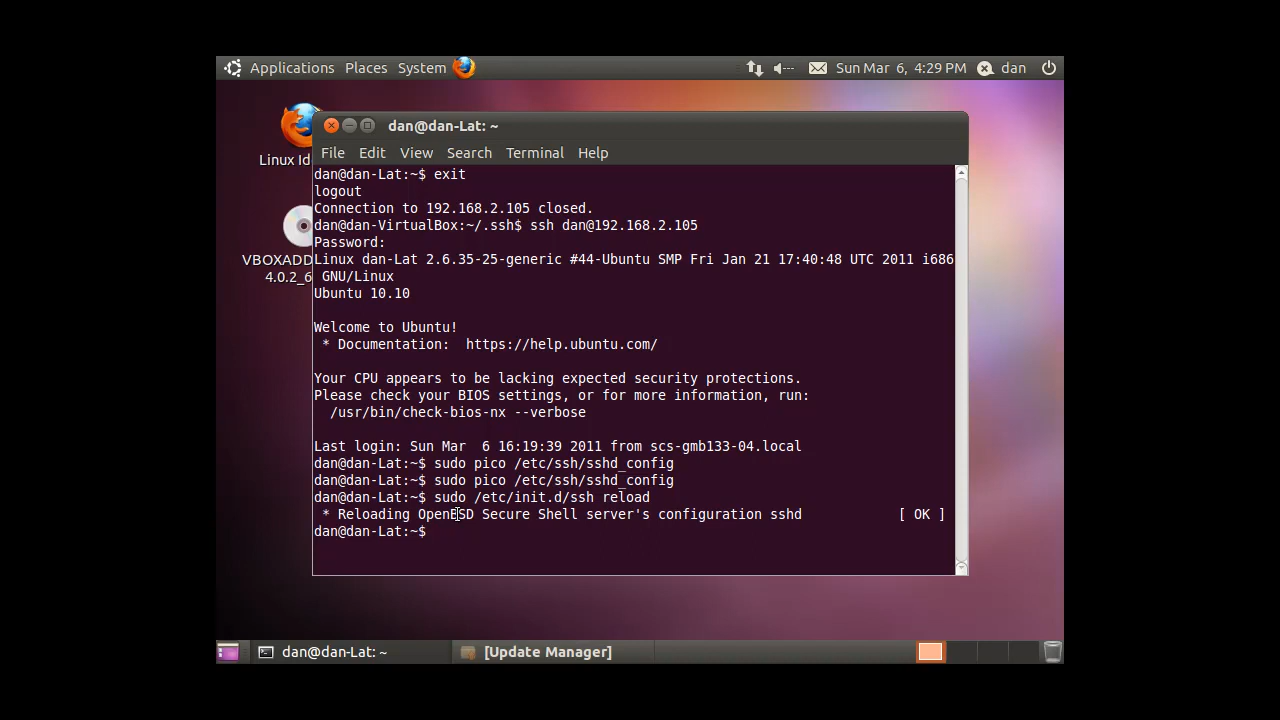 Applications Places System
Sun Mar 6, 4:29 PM dan
Linux
VBOXADD
4.0.2_6
dan@dan-Lat: ~
File Edit View Search Terminal Help
dan@dan-Lat:~$ exit
logout
Connection to 192.168.2.105 closed.
dan@dan-VirtualBox:~/.ssh$ ssh dan@192.168.2.105
Password:
Linux dan-Lat 2.6.35-25-generic #44-Ubuntu SMP Fri Jan 21 17:40:48 UTC 2011 i686
GNU/Linux
Ubuntu 10.10
Welcome to Ubuntu!
* Documentation: https://help.ubuntu.com/
Your CPU appears to be lacking expected security protections.
Please check your BIOS settings, or for more information, run:
/usr/bin/check-bios-nx --verbose
Last login: Sun Mar 6 16:19:39 2011 from scs-gmb133-04.local
dan@dan-Lat:~$ sudo pico /etc/ssh/sshd_config
dan@dan-Lat:~$ sudo pico /etc/ssh/sshd_config
dan@dan-Lat:~$ sudo /etc/init.d/ssh reload
* Reloading OpenBSD Secure Shell server's configuration sshd [ OK ]
dan@dan-Lat:~$
dan@dan-Lat: ~
[Update Manager]